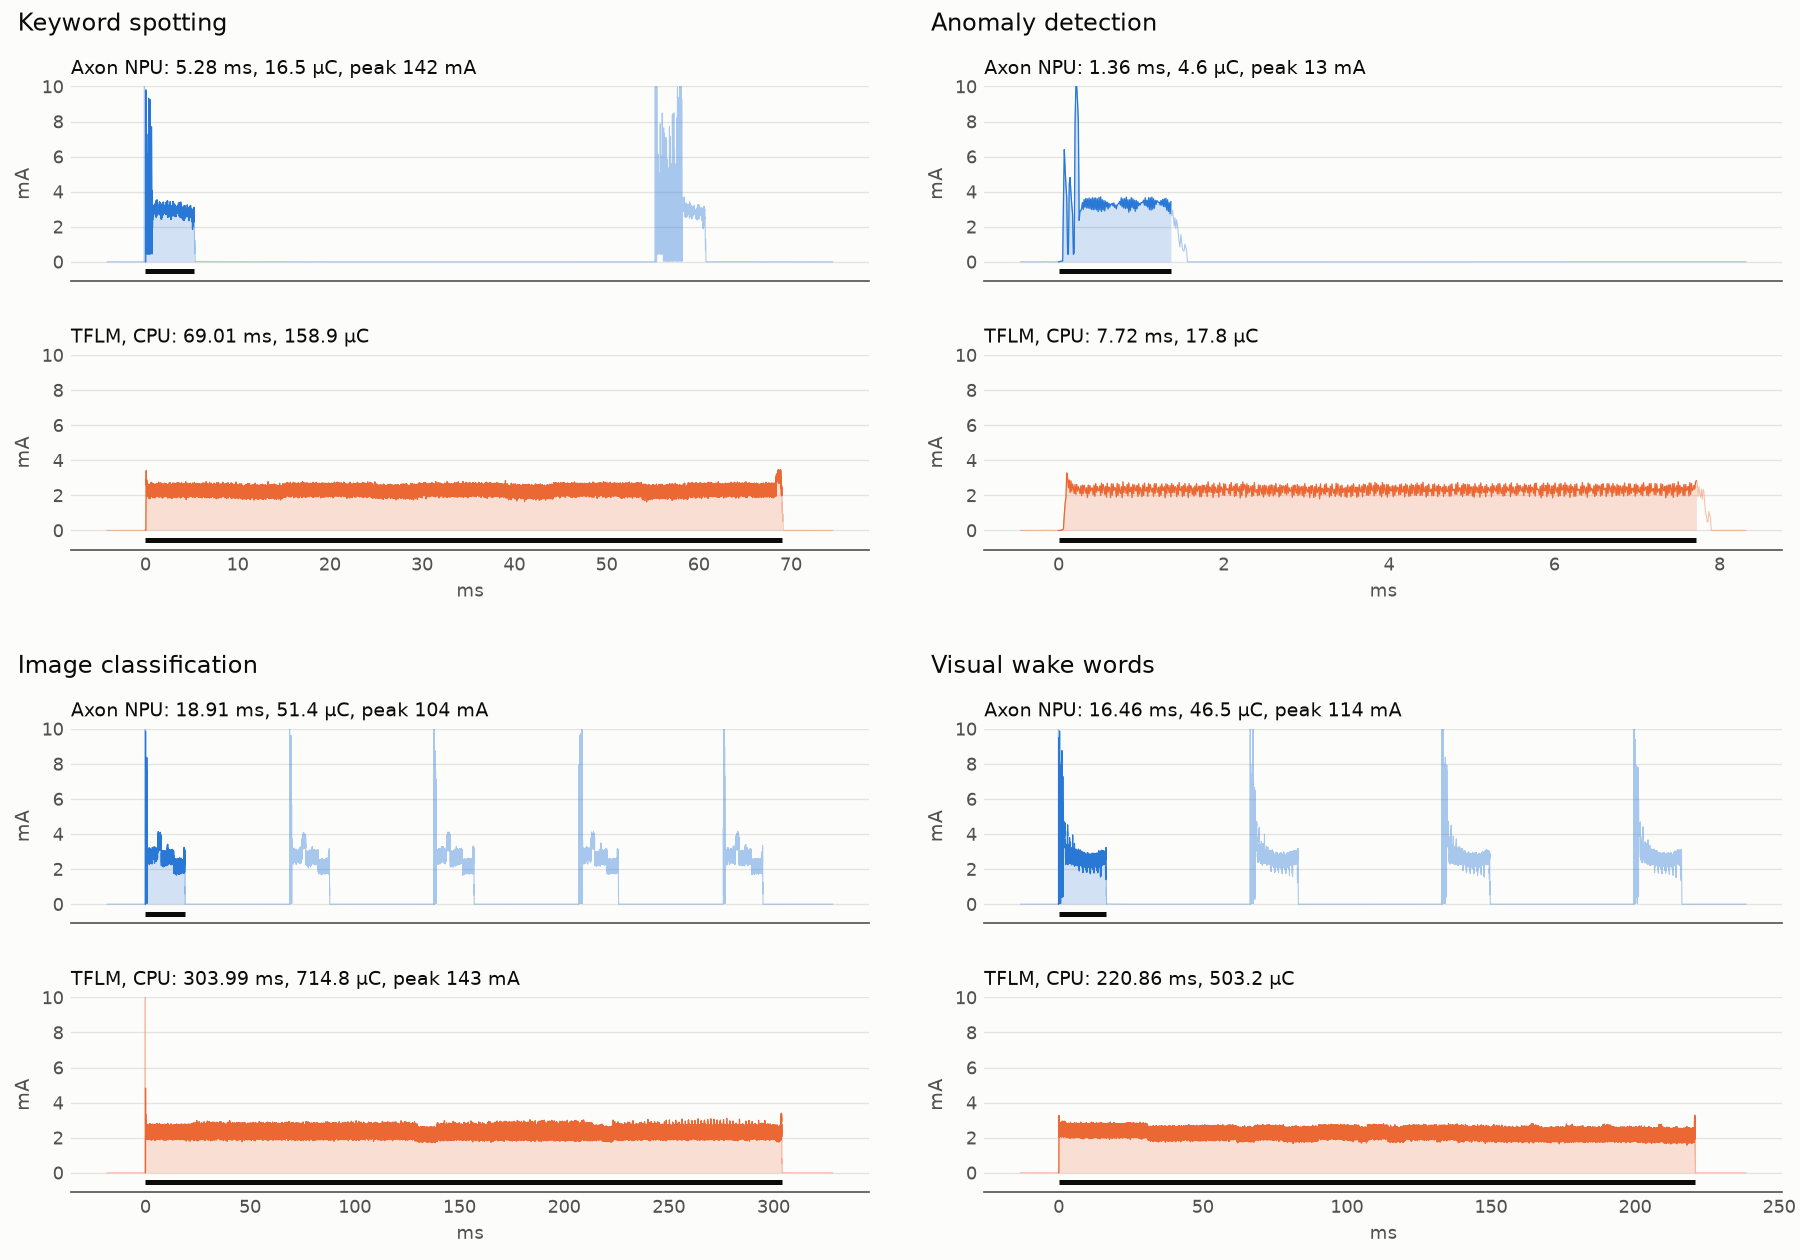 Keyword spotting
Axon NPU: 5.28 ms, 16.5 µC, peak 142 mA
10
8
6
4
2
0
mA
TFLM, CPU: 69.01 ms, 158.9 µC
10
8
6
4
2
0
mA
0 10 20 30 40 50 60 70
ms
Anomaly detection
Axon NPU: 1.36 ms, 4.6 µC, peak 13 mA
10
8
6
4
2
0
mA
TFLM, CPU: 7.72 ms, 17.8 µC
10
8
6
4
2
0
mA
0 2 4 6 8
ms
Image classification
Axon NPU: 18.91 ms, 51.4 µC, peak 104 mA
10
8
6
4
2
0
mA
TFLM, CPU: 303.99 ms, 714.8 µC, peak 143 mA
10
8
6
4
2
0
mA
0 50 100 150 200 250 300
ms
Visual wake words
Axon NPU: 16.46 ms, 46.5 µC, peak 114 mA
10
8
6
4
2
0
mA
TFLM, CPU: 220.86 ms, 503.2 µC
10
8
6
4
2
0
mA
0 50 100 150 200 250
ms